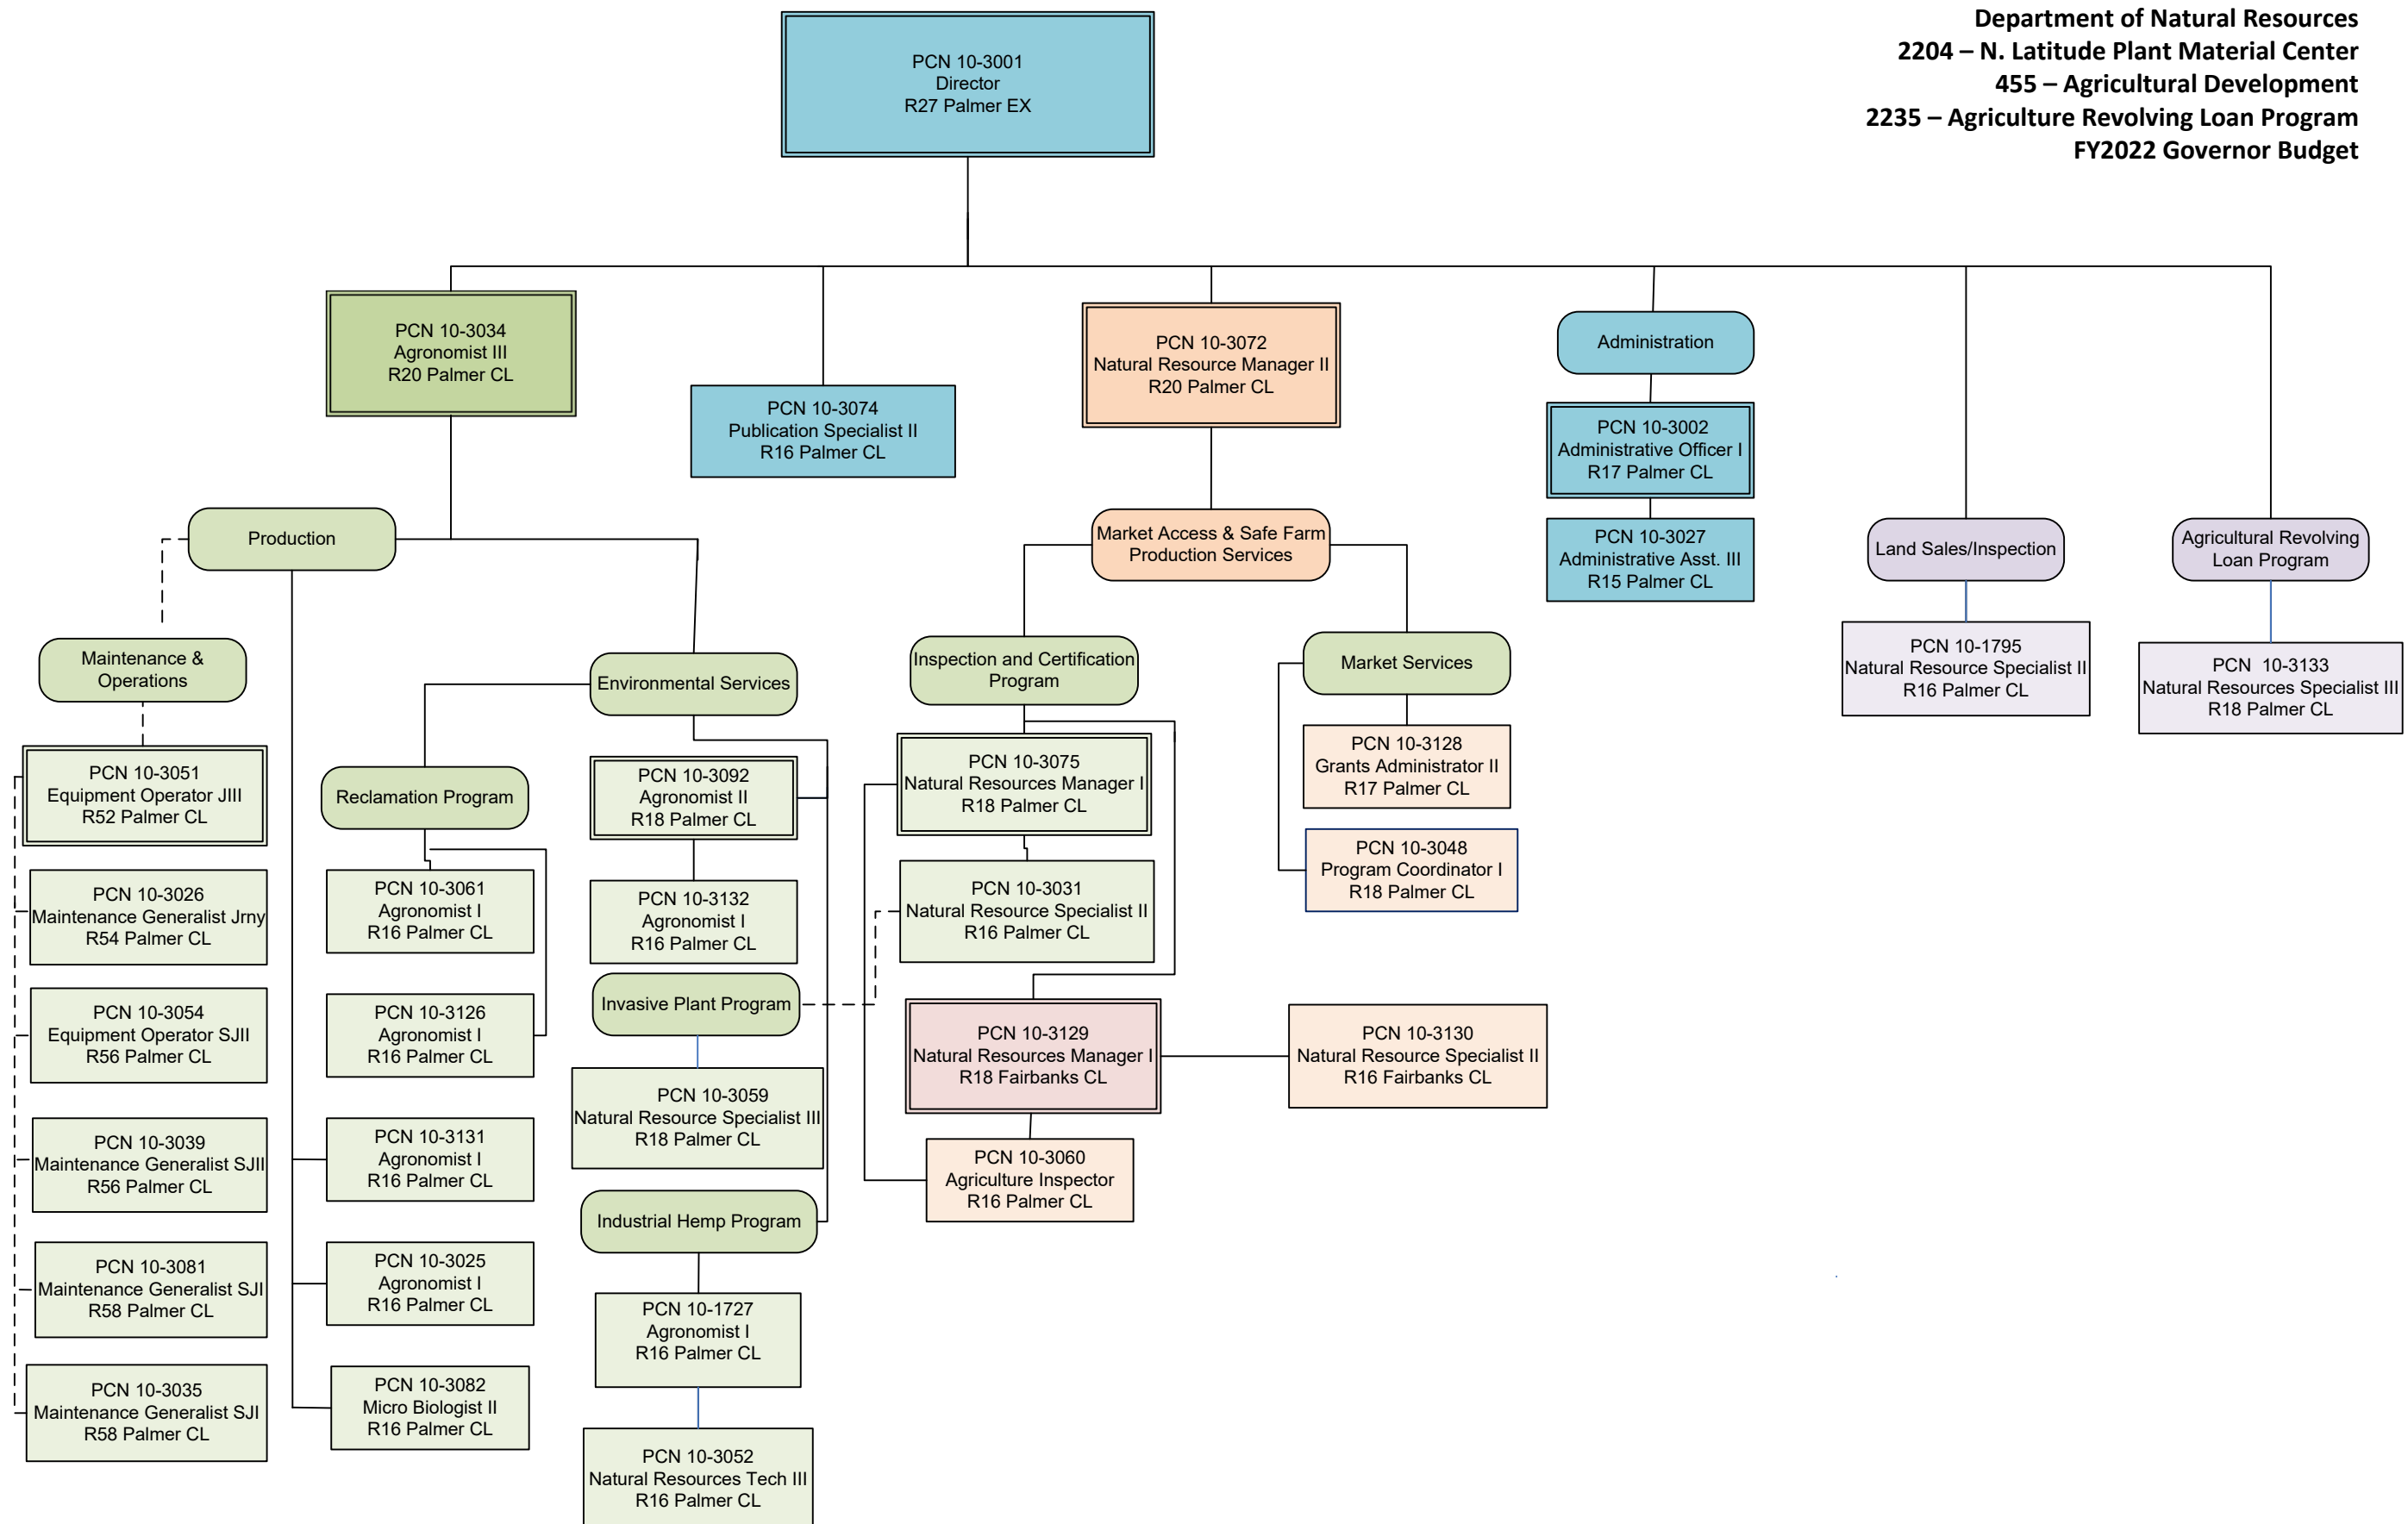 Department of Natural Resources
2204 – N. Latitude Plant Material Center
455 – Agricultural Development
2235 – Agriculture Revolving Loan Program
FY2022 Governor Budget
PCN 10-3001
Director
R27 Palmer EX
PCN 10-3034
Agronomist III
R20 Palmer CL
PCN 10-3074
Publication Specialist II
R16 Palmer CL
PCN 10-3072
Natural Resource Manager II
R20 Palmer CL
Administration
PCN 10-3002
Administrative Officer I
R17 Palmer CL
PCN 10-3027
Administrative Asst. III
R15 Palmer CL
Land Sales/Inspection
PCN 10-1795
Natural Resource Specialist II
R16 Palmer CL
Agricultural Revolving
Loan Program
PCN  10-3133
Natural Resources Specialist III
R18 Palmer CL
Production
Maintenance &
Operations
PCN 10-3051
Equipment Operator JIII
R52 Palmer CL
PCN 10-3026
Maintenance Generalist Jrny
R54 Palmer CL
PCN 10-3054
Equipment Operator SJII
R56 Palmer CL
PCN 10-3039
Maintenance Generalist SJII
R56 Palmer CL
PCN 10-3081
Maintenance Generalist SJI
R58 Palmer CL
PCN 10-3035
Maintenance Generalist SJI
R58 Palmer CL
Reclamation Program
PCN 10-3061
Agronomist I
R16 Palmer CL
PCN 10-3126
Agronomist I
R16 Palmer CL
PCN 10-3131
Agronomist I
R16 Palmer CL
PCN 10-3025
Agronomist I
R16 Palmer CL
PCN 10-3082
Micro Biologist II
R16 Palmer CL
Environmental Services
PCN 10-3092
Agronomist II
R18 Palmer CL
PCN 10-3132
Agronomist I
R16 Palmer CL
Invasive Plant Program
PCN 10-3059
Natural Resource Specialist III
R18 Palmer CL
Industrial Hemp Program
PCN 10-1727
Agronomist I
R16 Palmer CL
PCN 10-3052
Natural Resources Tech III
R16 Palmer CL
Market Access & Safe Farm
Production Services
Inspection and Certification
Program
PCN 10-3075
Natural Resources Manager I
R18 Palmer CL
PCN 10-3031
Natural Resource Specialist II
R16 Palmer CL
PCN 10-3129
Natural Resources Manager I
R18 Fairbanks CL
PCN 10-3130
Natural Resource Specialist II
R16 Fairbanks CL
PCN 10-3060
Agriculture Inspector
R16 Palmer CL
Market Services
PCN 10-3128
Grants Administrator II
R17 Palmer CL
PCN 10-3048
Program Coordinator I
R18 Palmer CL